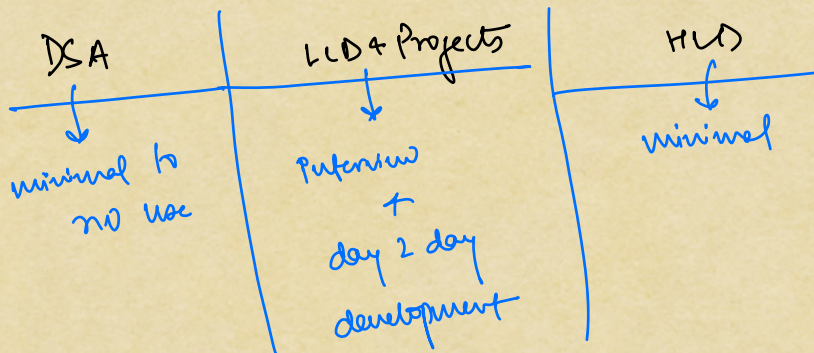 DSA
minimal to
no use
LLD & Projects
Interview
+
day 2 day
development
HLD
minimal